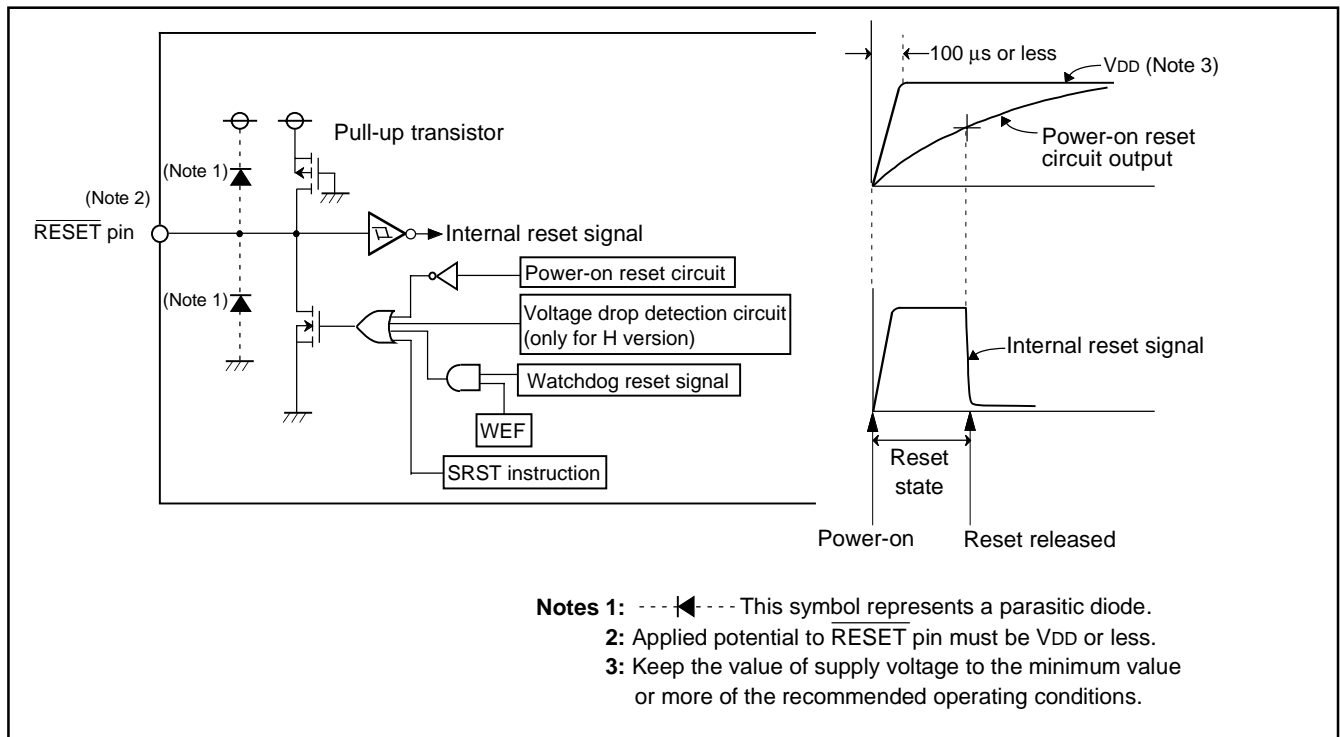 100 µs or less
VDD (Note 3)
Pull-up transistor
Power-on reset
circuit output
(Note 1)
(Note 2)
RESET pin
Internal reset signal
Power-on reset circuit
(Note 1)
Voltage drop detection circuit
(only for H version)
Internal reset signal
Watchdog reset signal
WEF
SRST instruction
Reset
state
Power-on
Reset released
Notes 1: This symbol represents a parasitic diode.
2: Applied potential to RESET pin must be VDD or less.
3: Keep the value of supply voltage to the minimum value
or more of the recommended operating conditions.